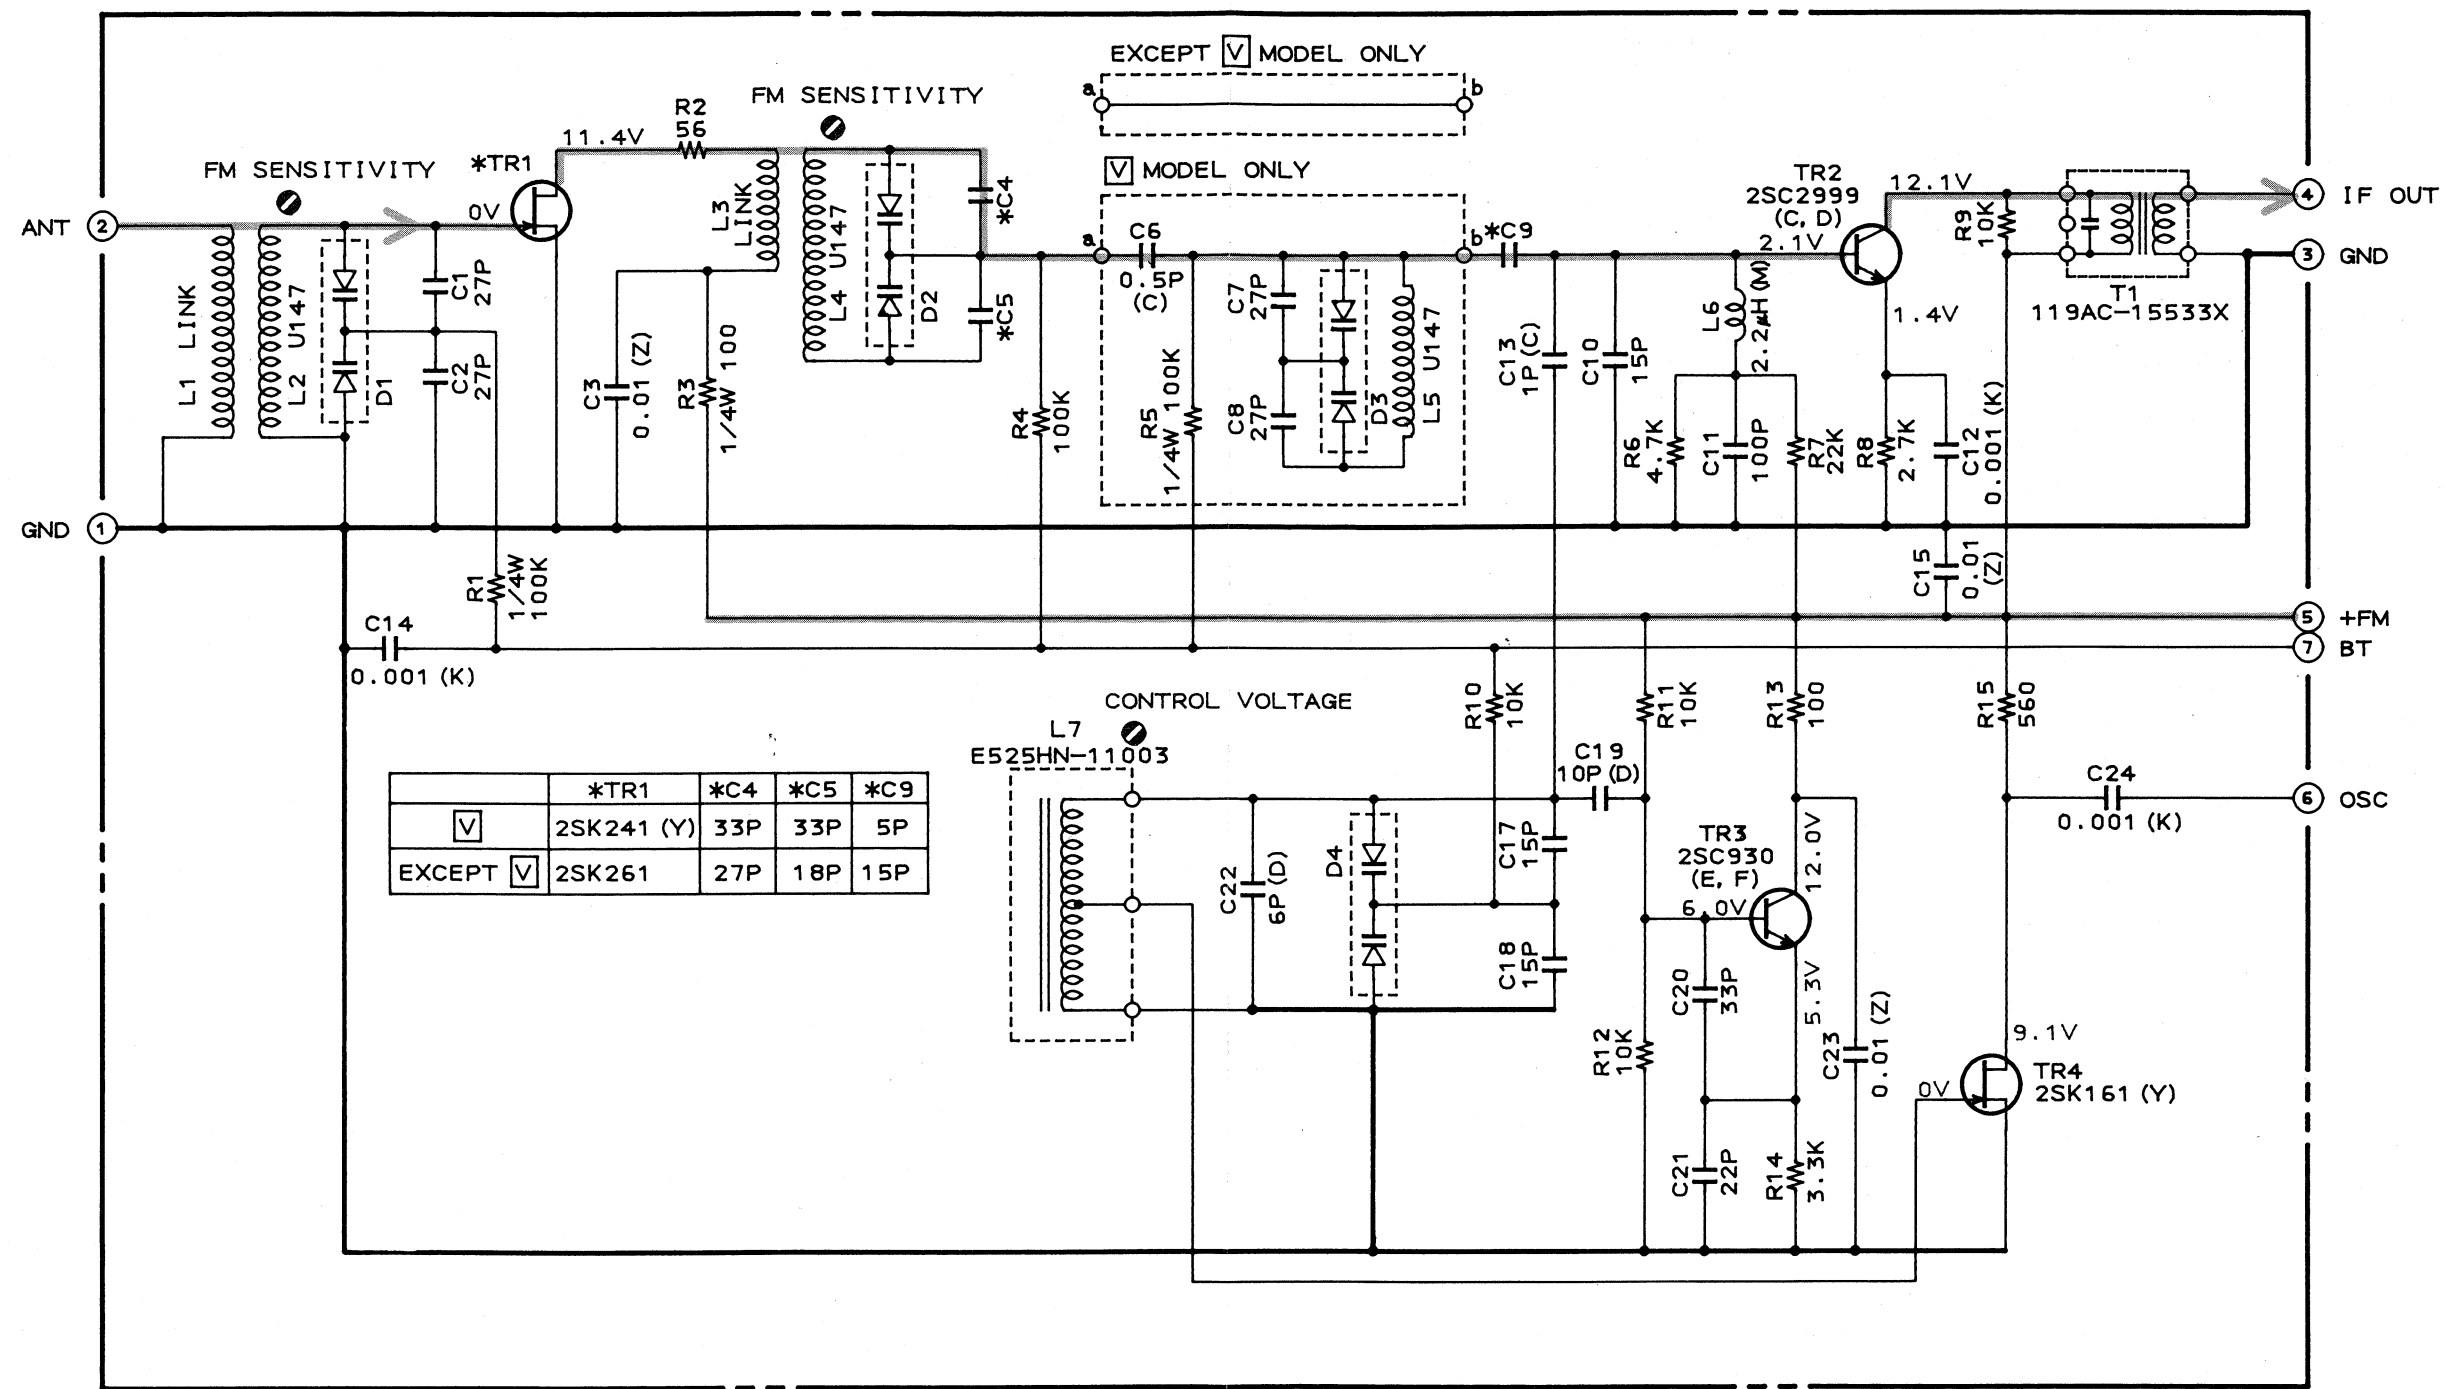 EXCEPT V MODEL ONLY
a
b
FM SENSITIVITY
R2
56
11.4V
*TR1
FM SENSITIVITY
V MODEL ONLY
TR2
2SC2999
(C, D)
12.1V
R9
10K
4 IF OUT
L3
LINK
L4 U147
D2
*C4
*C5
0V
ANT 2
a
C6
0.5P
(C)
b
*C9
2.1V
3 GND
T1
119AC-15533X
L1 LINK
L2 U147
D1
C1
27P
C2
27P
C3
0.01 (Z)
R3
1/4W 100
R4
100K
R5
1/4W 100K
C7
27P
C8
27P
D3
L5 U147
C13
1P (C)
C10
15P
L6
2.2μH (M)
1.4V
R6
4.7K
C11
100P
R7
22K
R8
2.7K
C12
0.001 (K)
GND 1
R1
1/4W
100K
C15
0.01
(Z)
C14
0.001 (K)
5 +FM
7 BT
CONTROL VOLTAGE
L7
E525HN-11003
R10
10K
R11
10K
R13
100
R15
560
C19
10P (D)
C24
0.001 (K)
6 OSC
*TR1 *C4 *C5 *C9
V 2SK241 (Y) 33P 33P 5P
EXCEPT V 2SK261 27P 18P 15P
C22
6P (D)
D4
C17
15P
C18
15P
TR3
2SC930
(E, F)
12.0V
6.0V
5.3V
C20
33P
R12
10K
C23
0.01 (Z)
9.1V
TR4
2SK161 (Y)
0V
C21
22P
R14
3.3K